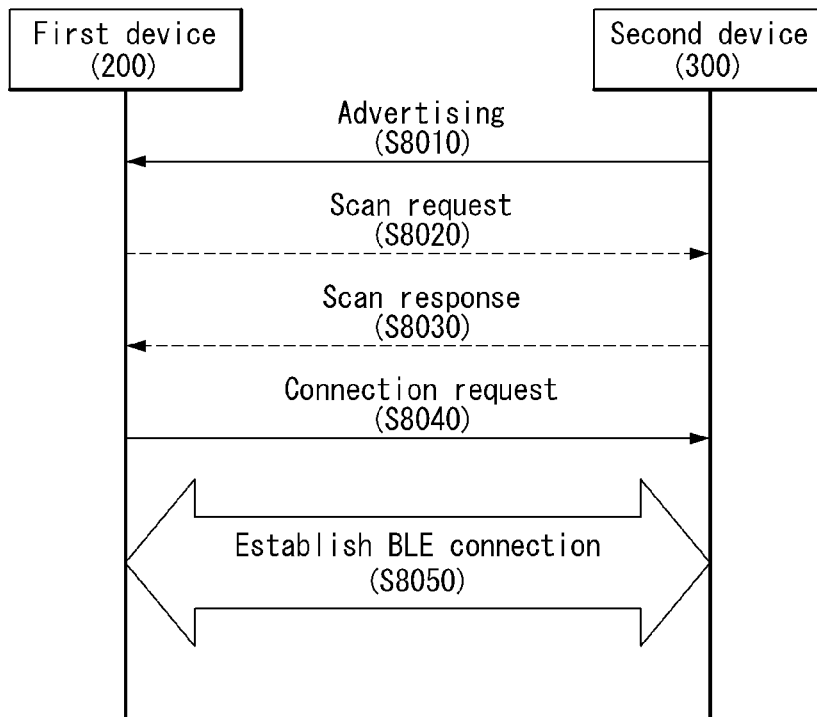 First device
(200)
Second device
(300)
Advertising
(S8010)
Scan request
(S8020)
Scan response
(S8030)
Connection request
(S8040)
Establish BLE connection
(S8050)